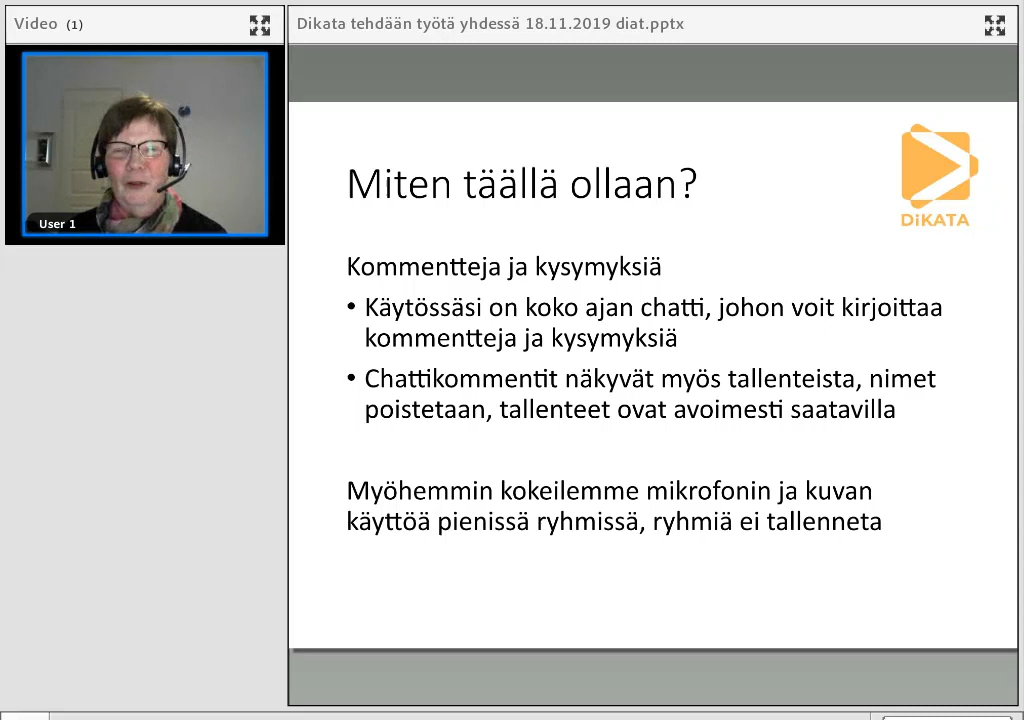 Video (1)
User 1
Dikata tehdään työtä yhdessä 18.11.2019 diat.pptx
DiKATA
Miten täällä ollaan?
Kommentteja ja kysymyksiä
• Käytössäsi on koko ajan chatti, johon voit kirjoittaa
kommentteja ja kysymyksiä
• Chattikommentit näkyvät myös tallenteista, nimet
poistetaan, tallenteet ovat avoimesti saatavilla
Myöhemmin kokeilemme mikrofonin ja kuvan
käyttöä pienissä ryhmissä, ryhmiä ei tallenneta